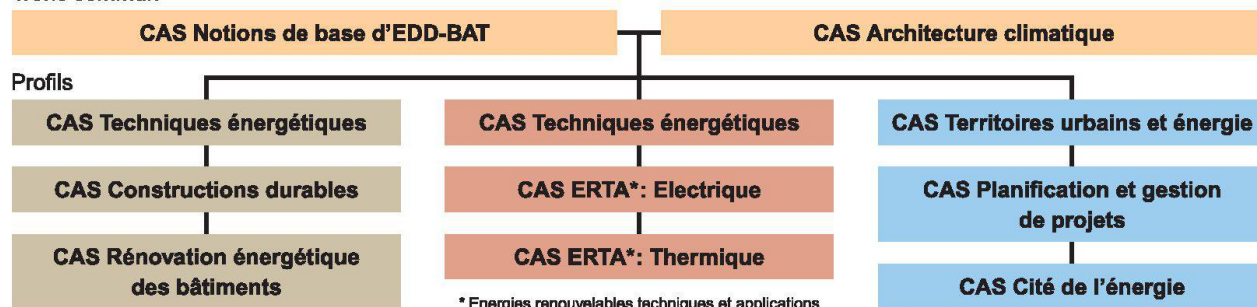 CAS Notions de base d'EDD-BAT
CAS Architecture climatique
Profils
CAS Techniques énergétiques
CAS Constructions durables
CAS Rénovation énergétique
des bâtiments
CAS Techniques énergétiques
CAS ERTA*: Electrique
CAS ERTA*: Thermique
* Energies renouvelables techniques et applications
CAS Territoires urbains et énergie
CAS Planification et gestion
de projets
CAS Cité de l'énergie